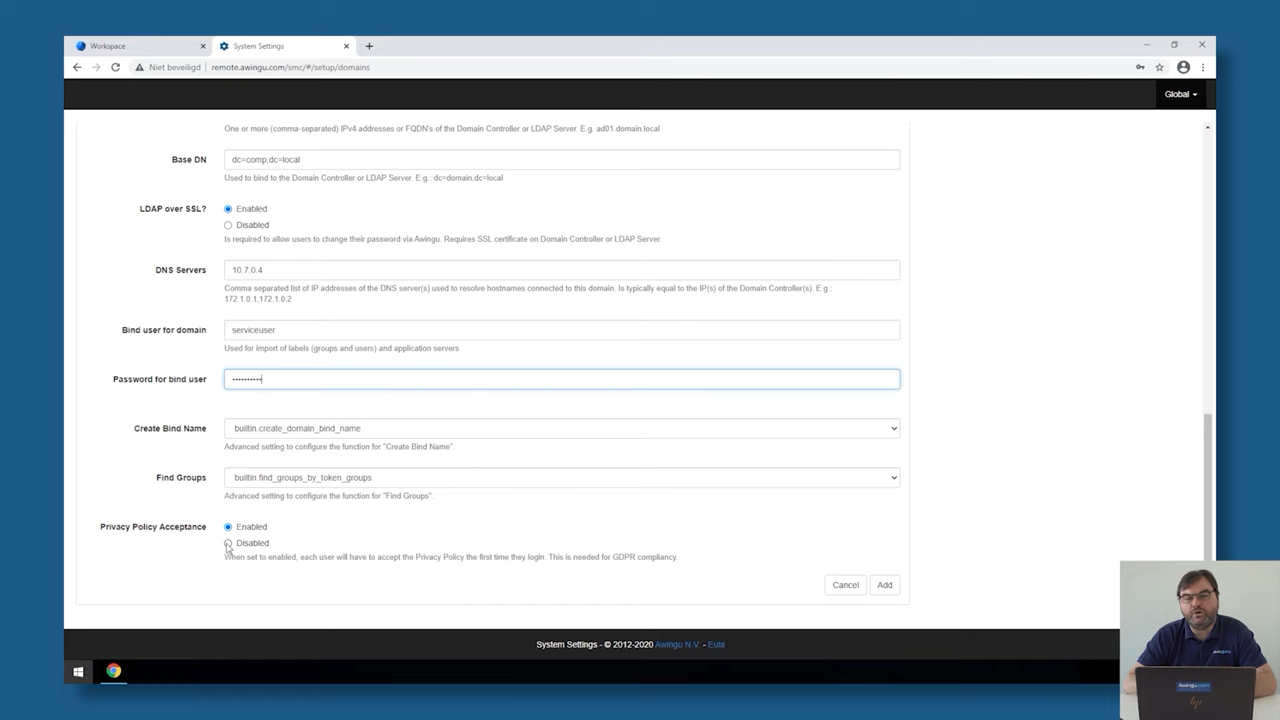 Workspace
System Settings
Niet beveiligd
remote.awingu.com/smc/#/setup/domains
Global
One or more (comma-separated) IPv4 addresses or FQDN's of the Domain Controller or LDAP Server. E.g. ad01.domain.local
Base DN
dc=comp,dc=local
Used to bind to the Domain Controller or LDAP Server. E.g.: dc=domain,dc=local
LDAP over SSL?
Enabled
Disabled
Is required to allow users to change their password via Awingu. Requires SSL certificate on Domain Controller or LDAP Server.
DNS Servers
10.7.0.4
Comma separated list of IP addresses of the DNS server(s) used to resolve hostnames connected to this domain. Is typically equal to the IP(s) of the Domain Controller(s). E.g.:
172.1.0.1,172.1.0.2
Bind user for domain
serviceuser
Used for import of labels (groups and users) and application servers.
Password for bind user
••••••••••
Create Bind Name
builtin.create_domain_bind_name
Advanced setting to configure the function for "Create Bind Name".
Find Groups
builtin.find_groups_by_token_groups
Advanced setting to configure the function for "Find Groups".
Privacy Policy Acceptance
Enabled
Disabled
When set to enabled, each user will have to accept the Privacy Policy the first time they login. This is needed for GDPR compliancy.
Cancel
Add
System Settings - © 2012-2020 Awingu N.V. - Eula
Awingu.com
hp